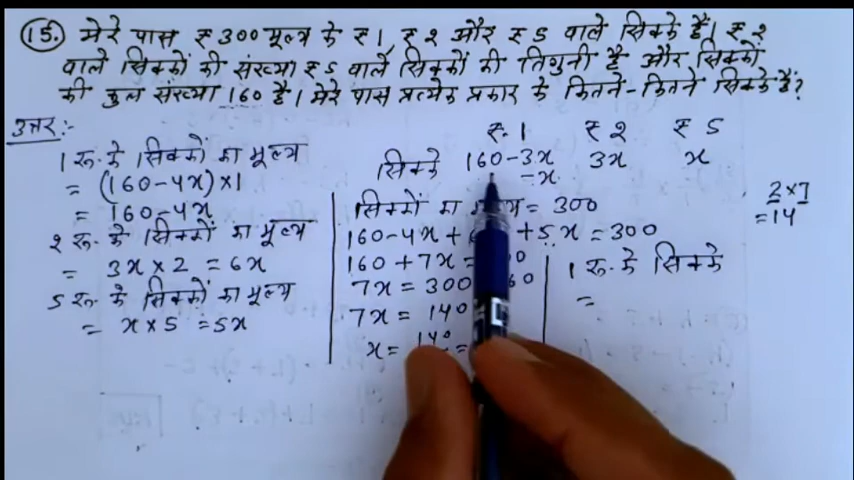 15. मेरे पास ₹300 मूल्य के ₹1, ₹2 और ₹5 वाले सिक्के हैं। ₹2
वाले सिक्कों की संख्या ₹5 वाले सिक्कों की तिगुनी है और सिक्कों
की कुल संख्या 160 है। मेरे पास प्रत्येक प्रकार के कितने-कितने सिक्के हैं?
उत्तर:-
1 रु. के सिक्कों का मूल्य
= (160-4x)×1
= 160-4x
2 रु. के सिक्कों का मूल्य
= 3x×2 = 6x
5 रु. के सिक्कों का मूल्य
= x×5 = 5x
₹.1 ₹2 ₹5
सिक्के 160-3x 3x x
-x
सिक्कों का मूल्य = 300
160-4x+ +5x=300
160+7x=
7x=300
7x= 140
x=
1 रु. के सिक्के
=
2×7
=14